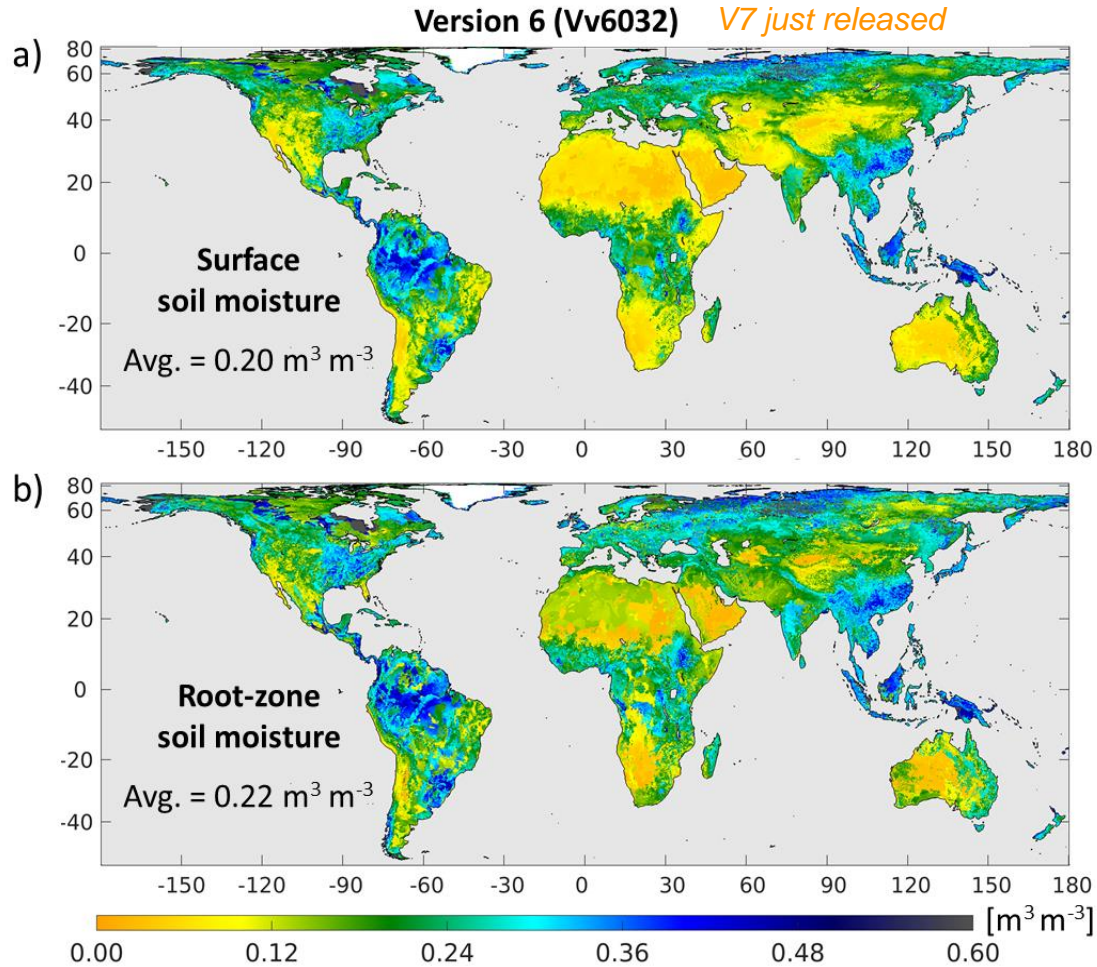 Version 6 (Vv6032) V7 just released
a)
80
60
40
20
0
-20
-40
Surface
soil moisture
Avg. = 0.20 m³ m⁻³
-150 -120 -90 -60 -30 0 30 60 90 120 150 180
b)
80
60
40
20
0
-20
-40
Root-zone
soil moisture
Avg. = 0.22 m³ m⁻³
-150 -120 -90 -60 -30 0 30 60 90 120 150 180
[m³ m⁻³]
0.00 0.12 0.24 0.36 0.48 0.60